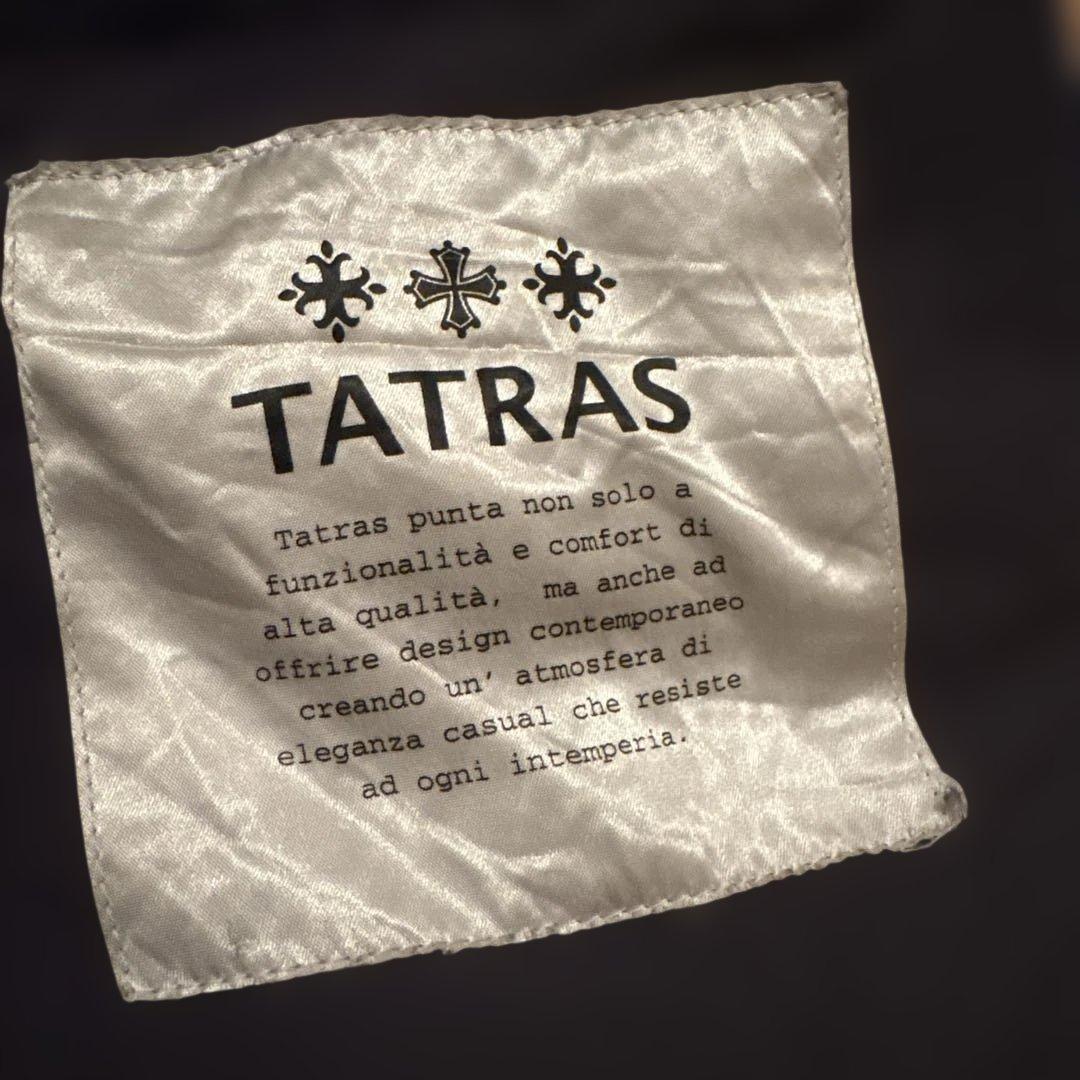 TATRAS
Tatras punta non solo a
funzionalità e comfort di
alta qualità, ma anche ad
offrire design contemporaneo
creando un' atmosfera di
eleganza casual che resiste
ad ogni intemperia.